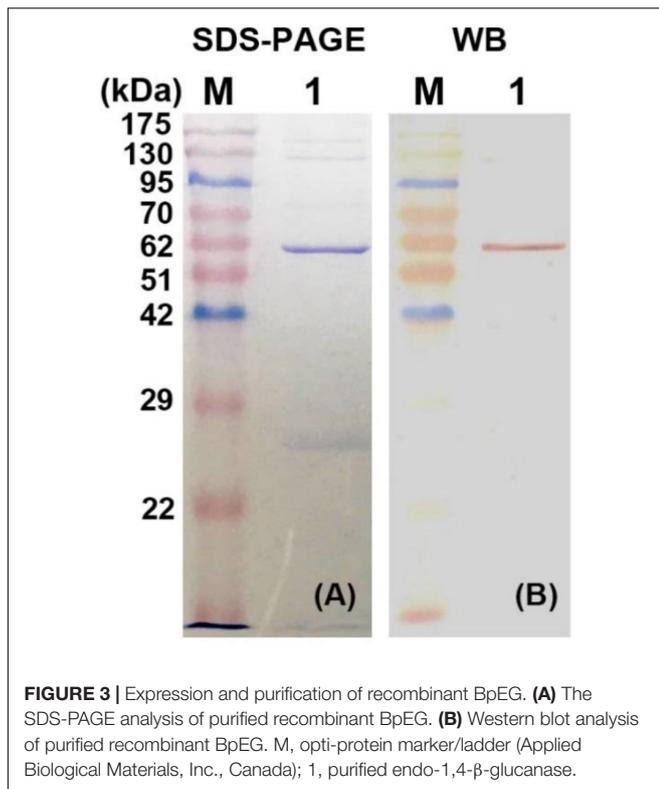 SDS-PAGE WB
(kDa) M 1 M 1
175
130
95
70
62
51
42
29
22
(A) (B)
FIGURE 3 | Expression and purification of recombinant BpEG. (A) The
SDS-PAGE analysis of purified recombinant BpEG. (B) Western blot analysis
of purified recombinant BpEG. M, opti-protein marker/ladder (Applied
Biological Materials, Inc., Canada); 1, purified endo-1,4-β-glucanase.